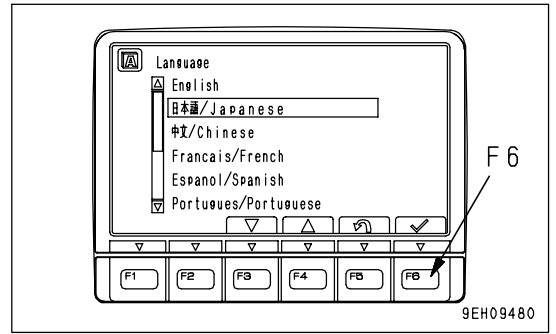 A
Language
English
日本語/Japanese
中文/Chinese
Francais/French
Espanol/Spanish
Portugues/Portuguese
F6
F1 F2 F3 F4 F5 F6
9EH09480